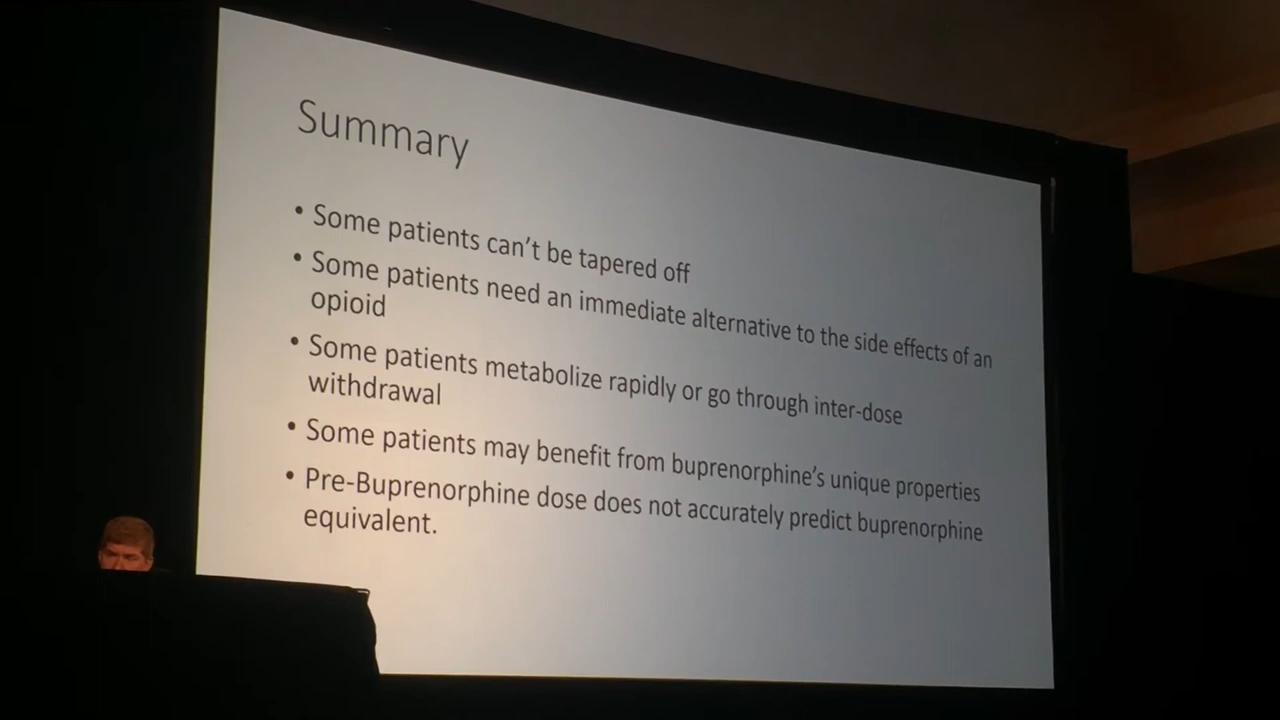 Summary
• Some patients can't be tapered off
• Some patients need an immediate alternative to the side effects of an
opioid
• Some patients metabolize rapidly or go through inter-dose
withdrawal
• Some patients may benefit from buprenorphine's unique properties
• Pre-Buprenorphine dose does not accurately predict buprenorphine
equivalent.